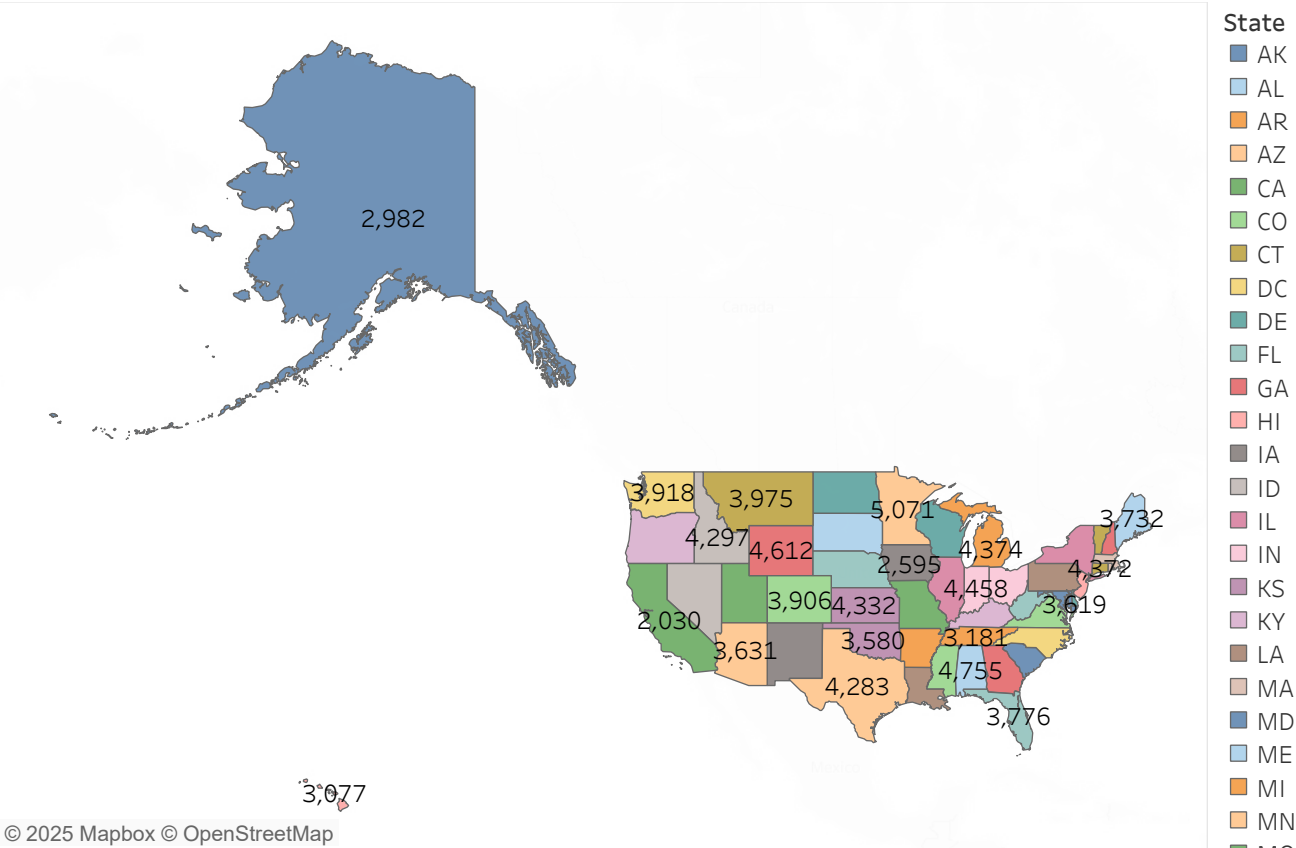 State
AK
AL
AR
AZ
CA
CO
CT
DC
DE
FL
GA
HI
IA
ID
IL
IN
KS
KY
LA
MA
MD
ME
MI
MN
2,982
3,918
3,975
5,071
3,732
4,297
4,612
4,374
2,595
4,372
4,458
3,906
4,332
3,619
2,030
3,580
3,181
3,631
4,283
4,755
3,776
3,077
© 2025 Mapbox © OpenStreetMap